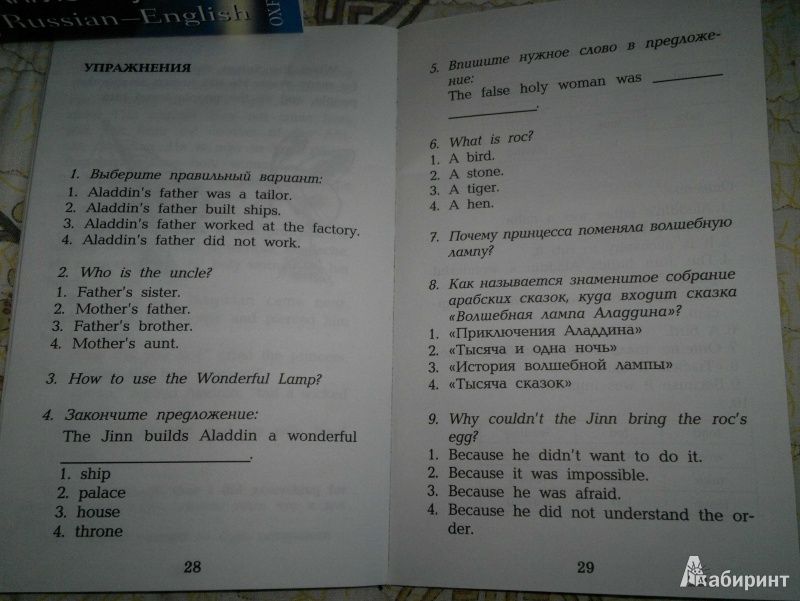 Russian–English
УПРАЖНЕНИЯ
1. Выберите правильный вариант:
1. Aladdin's father was a tailor.
2. Aladdin's father built ships.
3. Aladdin's father worked at the factory.
4. Aladdin's father did not work.
2. Who is the uncle?
1. Father's sister.
2. Mother's father.
3. Father's brother.
4. Mother's aunt.
3. How to use the Wonderful Lamp?
4. Закончите предложение:
The Jinn builds Aladdin a wonderful
____________________.
1. ship
2. palace
3. house
4. throne
28
5. Впишите нужное слово в предложе-
ние:
The false holy woman was __________
__________.
6. What is roc?
1. A bird.
2. A stone.
3. A tiger.
4. A hen.
7. Почему принцесса поменяла волшебную
лампу?
8. Как называется знаменитое собрание
арабских сказок, куда входит сказка
«Волшебная лампа Аладдина»?
1. «Приключения Аладдина»
2. «Тысяча и одна ночь»
3. «История волшебной лампы»
4. «Тысяча сказок»
9. Why couldn't the Jinn bring the roc's
egg?
1. Because he didn't want to do it.
2. Because it was impossible.
3. Because he was afraid.
4. Because he did not understand the or-
der.
29
Лабиринт